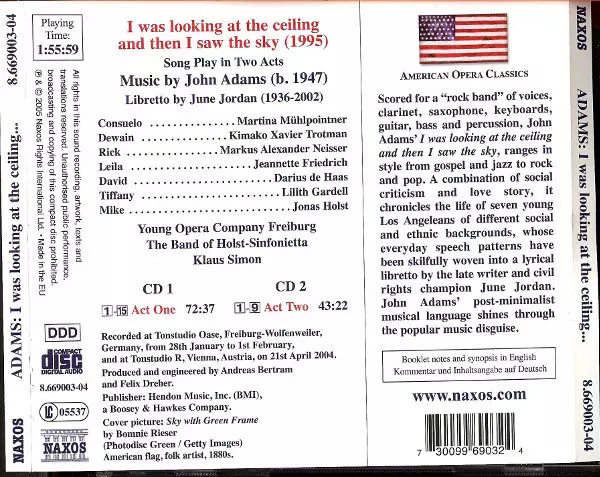 NAXOS
ADAMS: I was looking at the ceiling...
8.669003-04
Playing
Time:
1:55:59
All rights in this sound recording, artwork, texts and
translations reserved. Unauthorised public performance,
broadcasting and copying of this compact disc prohibited.
℗ & © 2005 Naxos Rights International Ltd. • Made in the EU
DDD
COMPACT
disc
DIGITAL AUDIO
8.669003-04
LC 05537
NAXOS
I was looking at the ceiling
and then I saw the sky (1995)
Song Play in Two Acts
Music by John Adams (b. 1947)
Libretto by June Jordan (1936-2002)
Consuelo . . . . . . . . . . . . . . . Martina Mühlpointner
Dewain . . . . . . . . . . . . . . Kimako Xavier Trotman
Rick . . . . . . . . . . . . . . . Markus Alexander Neisser
Leila . . . . . . . . . . . . . . . . . . . . Jeannette Friedrich
David . . . . . . . . . . . . . . . . . . . . . . Darius de Haas
Tiffany . . . . . . . . . . . . . . . . . . . . . . . Lilith Gardell
Mike . . . . . . . . . . . . . . . . . . . . . . . . . . Jonas Holst
Young Opera Company Freiburg
The Band of Holst-Sinfonietta
Klaus Simon
CD 1
1-15 Act One 72:37
CD 2
1-9 Act Two 43:22
Recorded at Tonstudio Oase, Freiburg-Wolfenweiler,
Germany, from 28th January to 1st February,
and at Tonstudio R, Vienna, Austria, on 21st April 2004.
Produced and engineered by Andreas Bertram
and Felix Dreher.
Publisher: Hendon Music, Inc. (BMI),
a Boosey & Hawkes Company.
Cover picture: Sky with Green Frame
by Bomnie Rieser
(Photodisc Green / Getty Images)
American flag, folk artist, 1880s.
AMERICAN OPERA CLASSICS
Scored for a “rock band” of voices,
clarinet, saxophone, keyboards,
guitar, bass and percussion, John
Adams’ I was looking at the ceiling
and then I saw the sky, ranges in
style from gospel and jazz to rock
and pop. A combination of social
criticism and love story, it
chronicles the life of seven young
Los Angeleans of different social
and ethnic backgrounds, whose
everyday speech patterns have
been skilfully woven into a lyrical
libretto by the late writer and civil
rights champion June Jordan.
John Adams’ post-minimalist
musical language shines through
the popular music disguise.
Booklet notes and synopsis in English
Kommentar und Inhaltsangabe auf Deutsch
www.naxos.com
7 30099 69032 4
NAXOS
ADAMS: I was looking at the ceiling...
8.669003-04